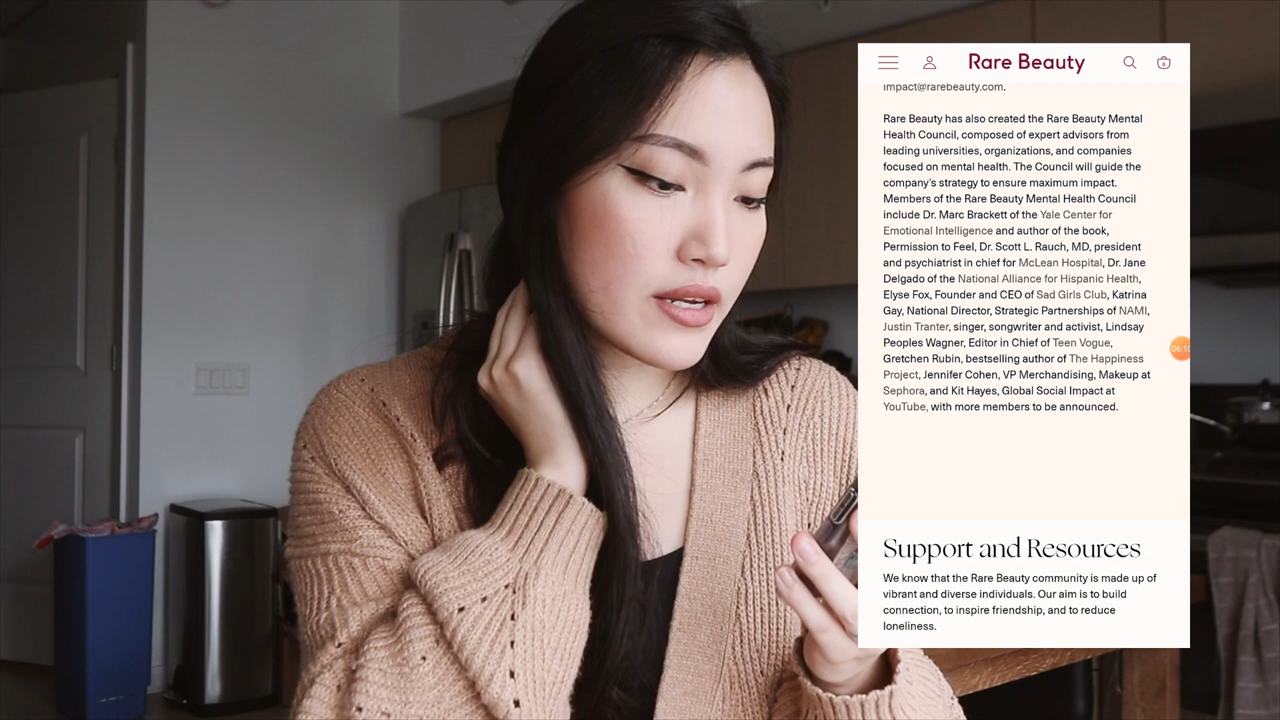 Rare Beauty
0
impact@rarebeauty.com.
Rare Beauty has also created the Rare Beauty Mental
Health Council, composed of expert advisors from
leading universities, organizations, and companies
focused on mental health. The Council will guide the
company's strategy to ensure maximum impact.
Members of the Rare Beauty Mental Health Council
include Dr. Marc Brackett of the Yale Center for
Emotional Intelligence and author of the book,
Permission to Feel, Dr. Scott L. Rauch, MD, president
and psychiatrist in chief for McLean Hospital, Dr. Jane
Delgado of the National Alliance for Hispanic Health,
Elyse Fox, Founder and CEO of Sad Girls Club, Katrina
Gay, National Director, Strategic Partnerships of NAMI,
Justin Tranter, singer, songwriter and activist, Lindsay
Peoples Wagner, Editor in Chief of Teen Vogue,
Gretchen Rubin, bestselling author of The Happiness
Project, Jennifer Cohen, VP Merchandising, Makeup at
Sephora, and Kit Hayes, Global Social Impact at
YouTube, with more members to be announced.
Support and Resources
We know that the Rare Beauty community is made up of
vibrant and diverse individuals. Our aim is to build
connection, to inspire friendship, and to reduce
loneliness.